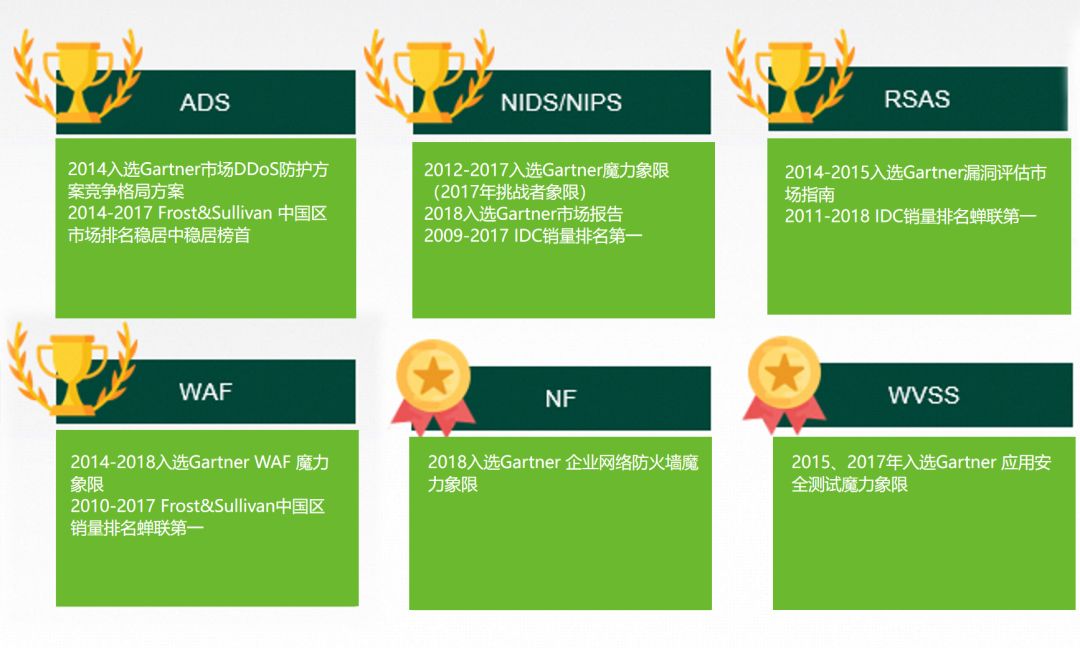 ADS
2014入选Gartner市场DDoS防护方
案竞争格局方案
2014-2017 Frost&Sullivan 中国区
市场排名稳居中稳居榜首
NIDS/NIPS
2012-2017入选Gartner魔力象限
（2017年挑战者象限）
2018入选Gartner市场报告
2009-2017 IDC销量排名第一
RSAS
2014-2015入选Gartner漏洞评估市
场指南
2011-2018 IDC销量排名蝉联第一
WAF
2014-2018入选Gartner WAF 魔力
象限
2010-2017 Frost&Sullivan中国区
销量排名蝉联第一
NF
2018入选Gartner 企业网络防火墙魔
力象限
WVSS
2015、2017年入选Gartner 应用安
全测试魔力象限